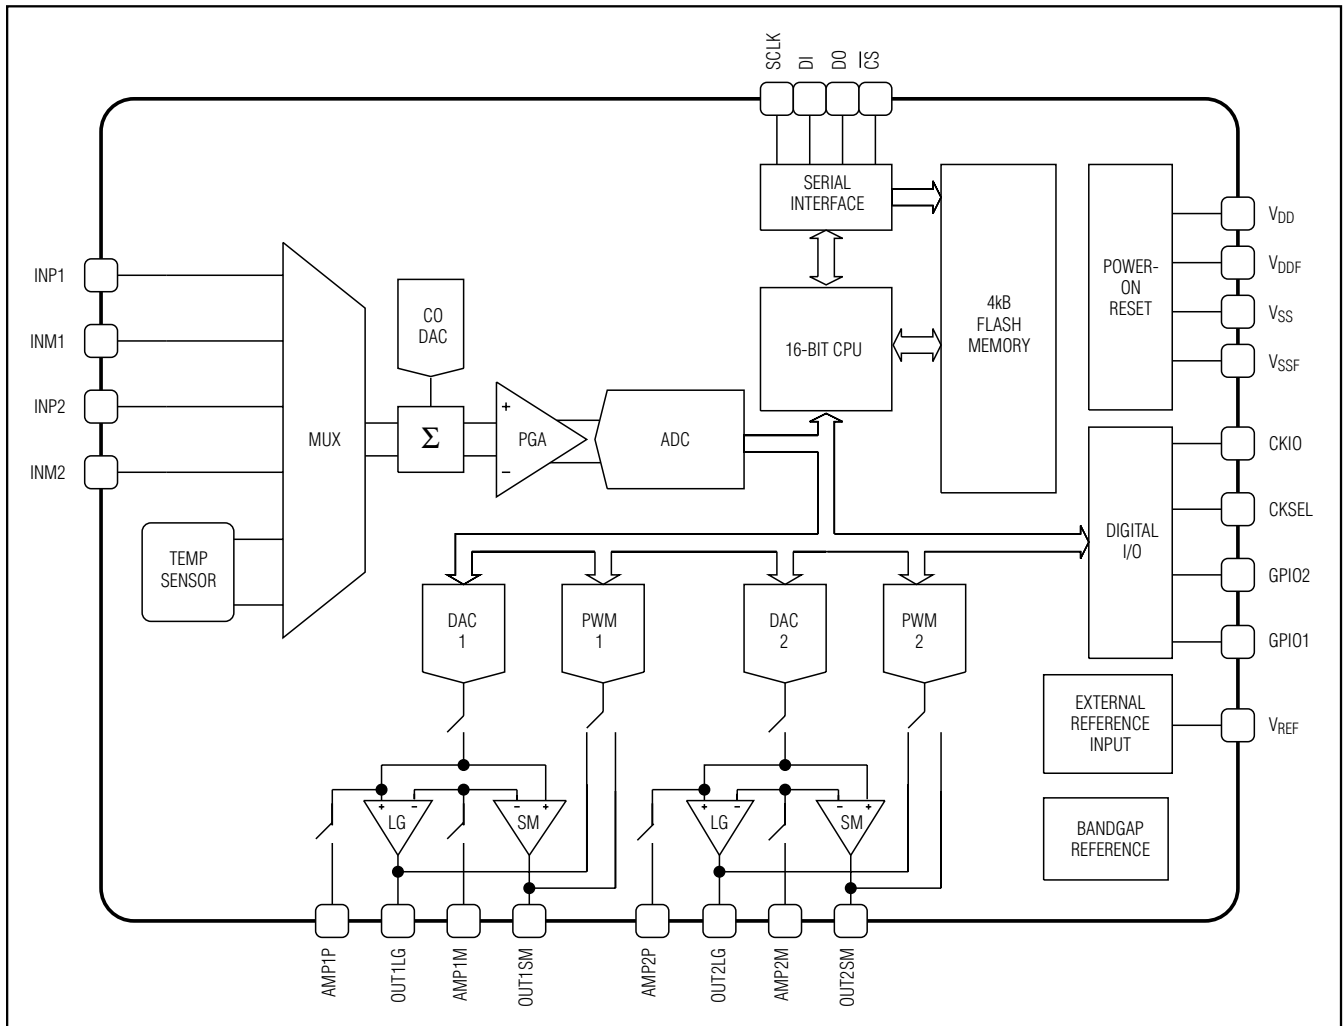 SCLK
DI
DO
CS
SERIAL
INTERFACE
4kB
FLASH
MEMORY
POWER-
ON
RESET
VDD
VDDF
VSS
VSSF
INP1
INM1
INP2
INM2
MUX
CO
DAC
Σ
+
PGA
−
ADC
16-BIT CPU
TEMP
SENSOR
DIGITAL
I/O
CKIO
CKSEL
GPIO2
GPIO1
DAC
1
PWM
1
DAC
2
PWM
2
EXTERNAL
REFERENCE
INPUT
VREF
BANDGAP
REFERENCE
+ −
LG
− +
SM
+ −
LG
− +
SM
AMP1P
OUT1LG
AMP1M
OUT1SM
AMP2P
OUT2LG
AMP2M
OUT2SM